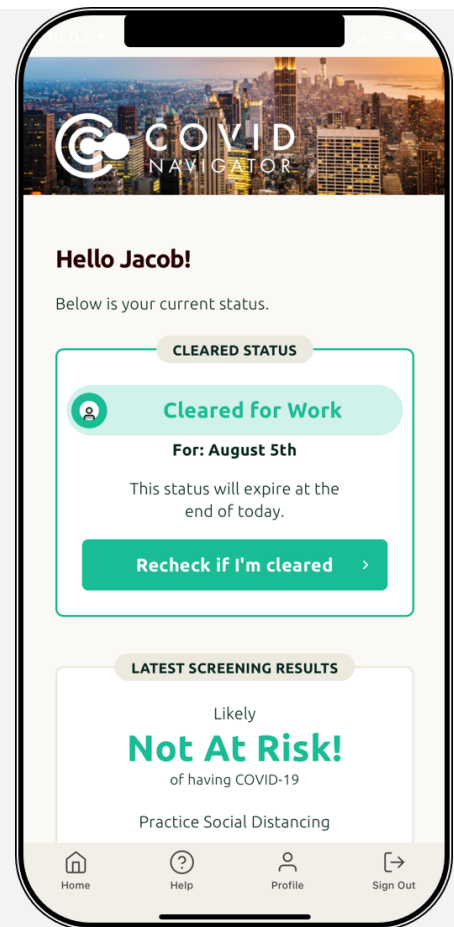 COVID
NAVIGATOR
Hello Jacob!
Below is your current status.
CLEARED STATUS
Cleared for Work
For: August 5th
This status will expire at the
end of today.
Recheck if I'm cleared
LATEST SCREENING RESULTS
Likely
Not At Risk!
of having COVID-19
Practice Social Distancing
Home
Help
Profile
Sign Out